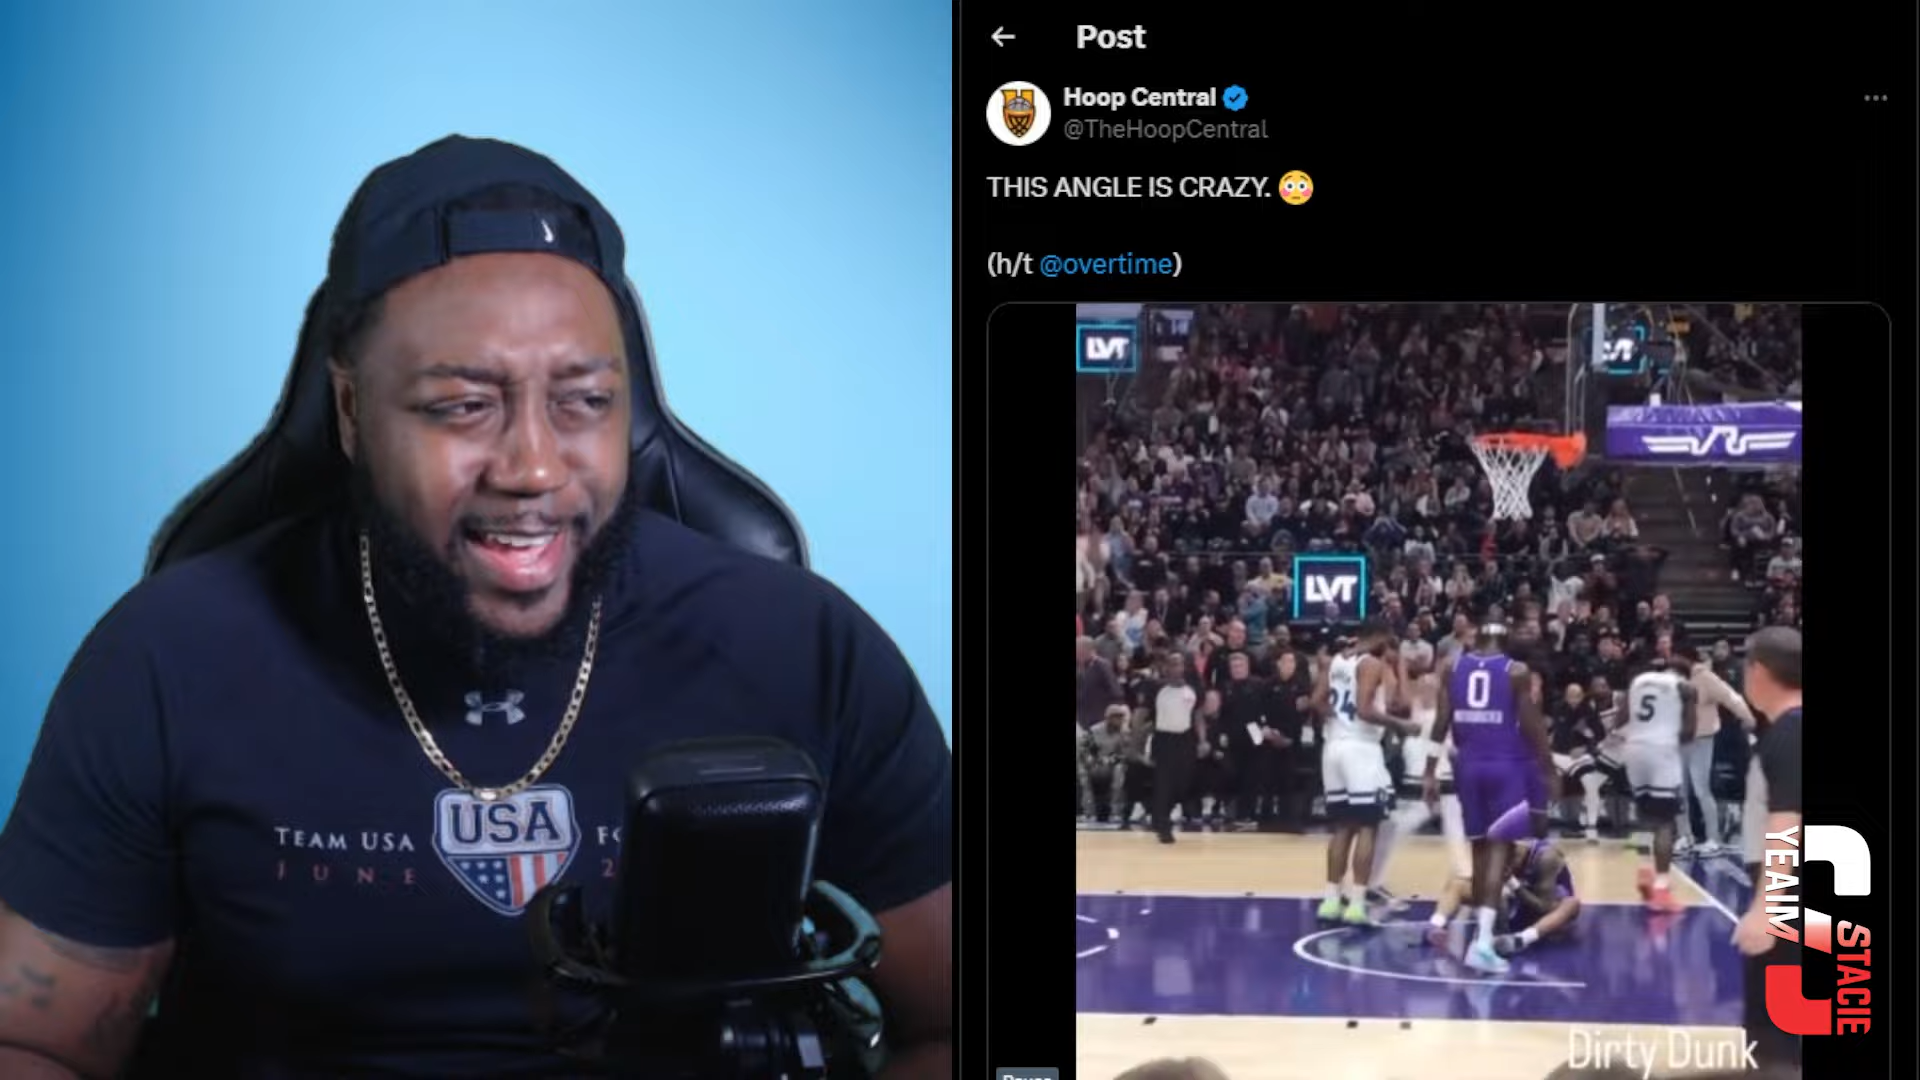 Post
Hoop Central
@TheHoopCentral
THIS ANGLE IS CRAZY. 😳
(h/t @overtime)
LVT
LVT
0
24
5
USA
TEAM USA
JUNE
YEAIM
STACIE
Dirty Dunk